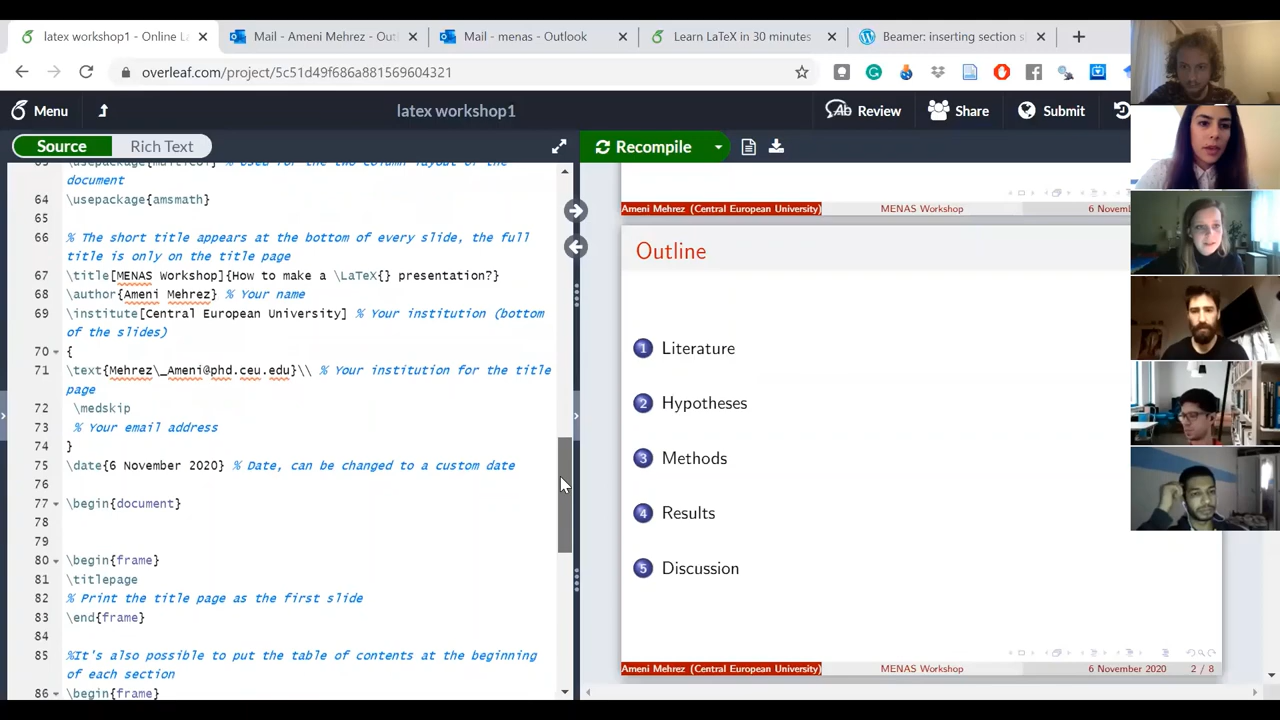 latex workshop1 - Online La
Mail - Ameni Mehrez - Outl
Mail - menas - Outlook
Learn LaTeX in 30 minutes
Beamer: inserting section sl
overleaf.com/project/5c51d49f686a881569604321
Menu
latex workshop1
Review
Share
Submit
Source
Rich Text
Recompile
document
64 \usepackage{amsmath}
65
66 % The short title appears at the bottom of every slide, the full
title is only on the title page
67 \title[MENAS Workshop]{How to make a \LaTeX{} presentation?}
68 \author{Ameni Mehrez} % Your name
69 \institute[Central European University] % Your institution (bottom
of the slides)
70 {
71 \text{Mehrez\_Ameni@phd.ceu.edu}\\ % Your institution for the title
page
72 \medskip
73 % Your email address
74 }
75 \date{6 November 2020} % Date, can be changed to a custom date
76
77 \begin{document}
78
79
80 \begin{frame}
81 \titlepage
82 % Print the title page as the first slide
83 \end{frame}
84
85 %It's also possible to put the table of contents at the beginning
of each section
86 \begin{frame}
Ameni Mehrez (Central European University) MENAS Workshop 6 Novem
Outline
1 Literature
2 Hypotheses
3 Methods
4 Results
5 Discussion
Ameni Mehrez (Central European University) MENAS Workshop 6 November 2020 2 / 8